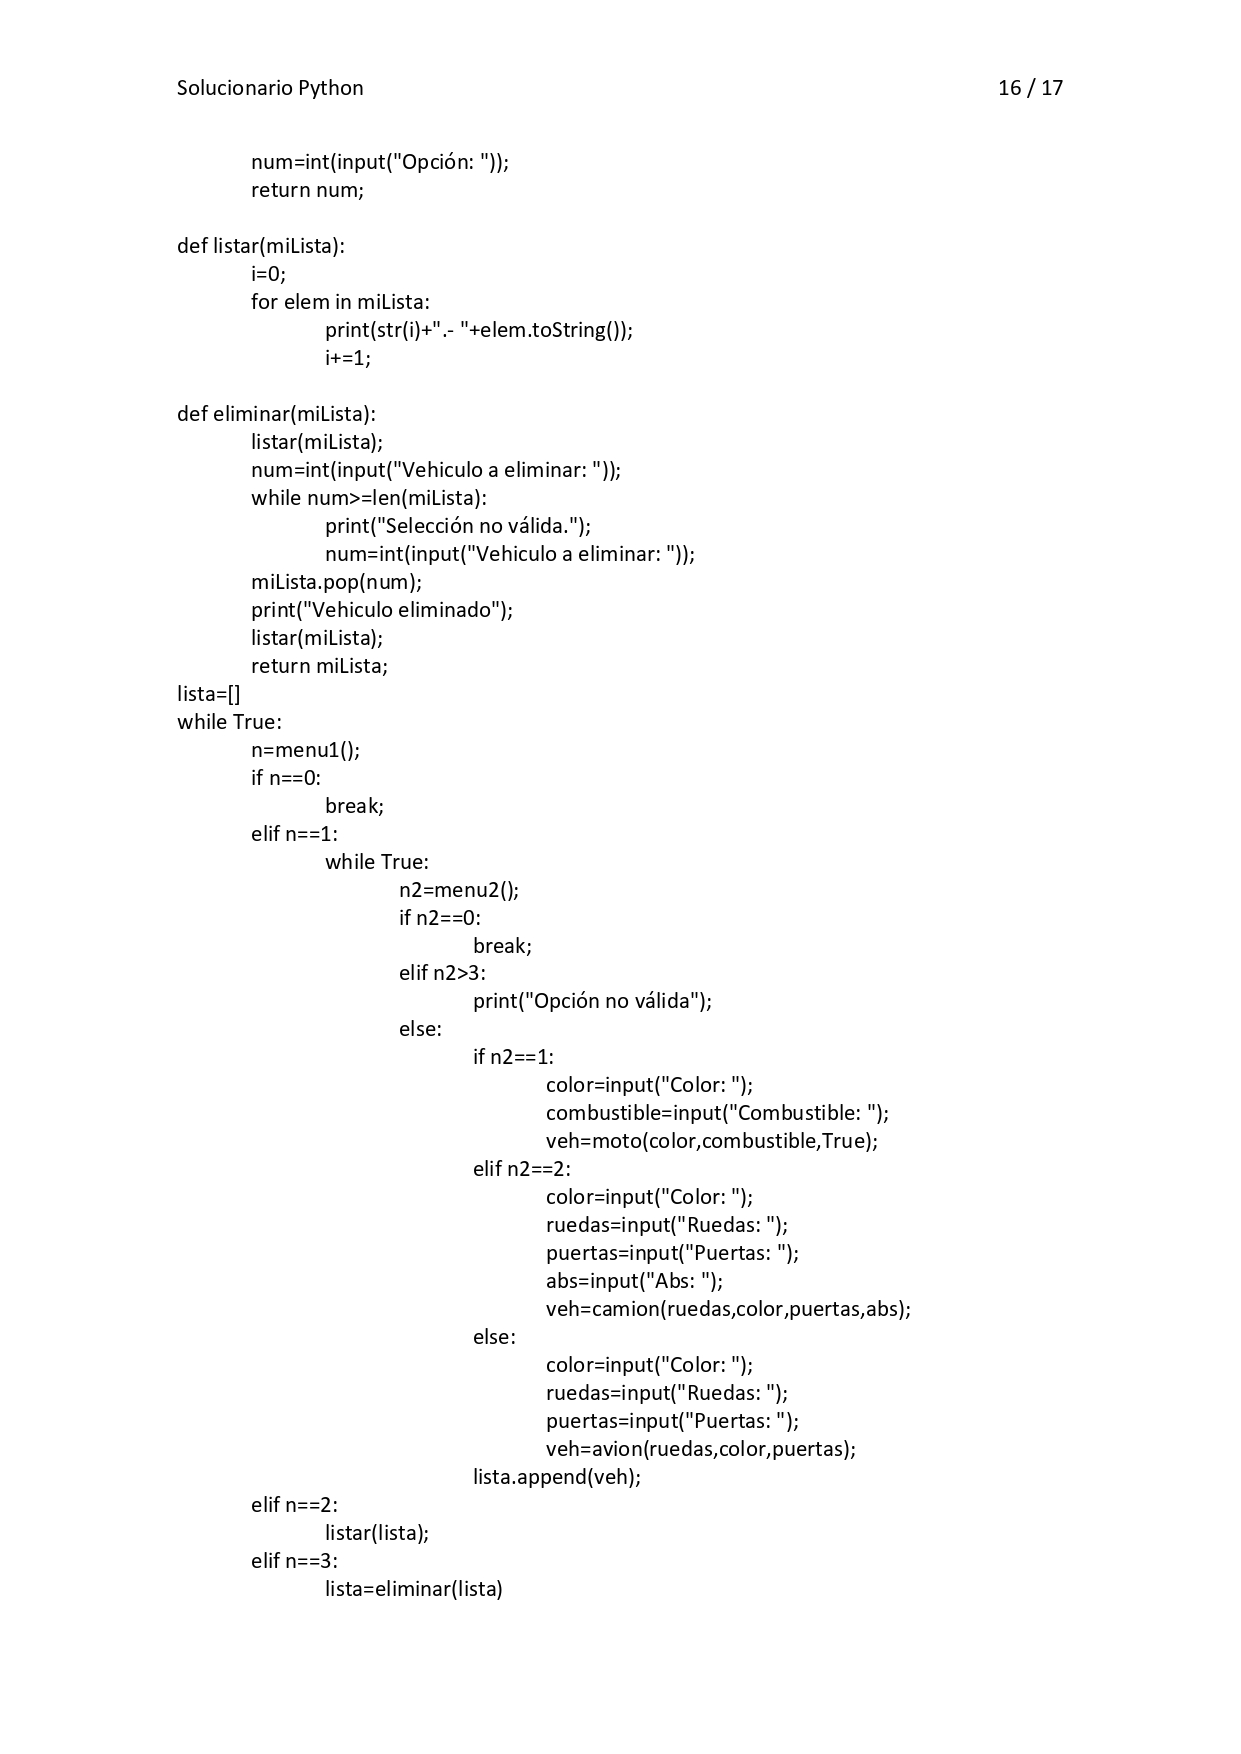 Solucionario Python 16 / 17
num=int(input("Opción: "));
return num;
def listar(miLista):
i=0;
for elem in miLista:
print(str(i)+".- "+elem.toString());
i+=1;
def eliminar(miLista):
listar(miLista);
num=int(input("Vehiculo a eliminar: "));
while num>=len(miLista):
print("Selección no válida.");
num=int(input("Vehiculo a eliminar: "));
miLista.pop(num);
print("Vehiculo eliminado");
listar(miLista);
return miLista;
lista=[]
while True:
n=menu1();
if n==0:
break;
elif n==1:
while True:
n2=menu2();
if n2==0:
break;
elif n2>3:
print("Opción no válida");
else:
if n2==1:
color=input("Color: ");
combustible=input("Combustible: ");
veh=moto(color,combustible,True);
elif n2==2:
color=input("Color: ");
ruedas=input("Ruedas: ");
puertas=input("Puertas: ");
abs=input("Abs: ");
veh=camion(ruedas,color,puertas,abs);
else:
color=input("Color: ");
ruedas=input("Ruedas: ");
puertas=input("Puertas: ");
veh=avion(ruedas,color,puertas);
lista.append(veh);
elif n==2:
listar(lista);
elif n==3:
lista=eliminar(lista)